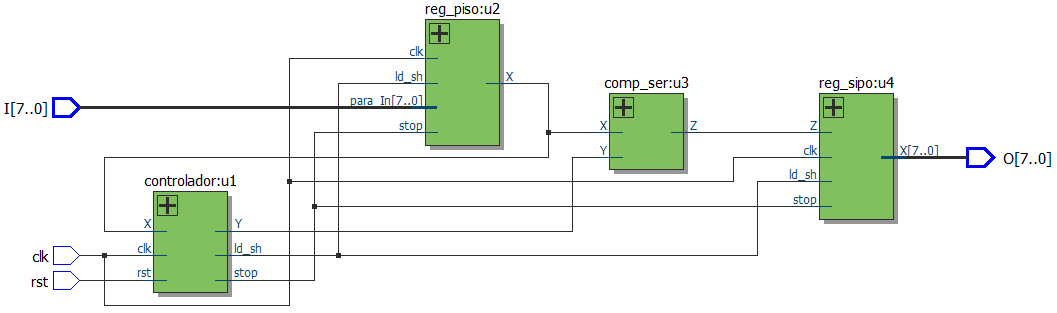 reg_piso:u2
clk
ld_sh
X
para_In[7..0]
stop
I[7..0]
comp_ser:u3
X
Z
Y
reg_sipo:u4
Z
clk
X[7..0]
O[7..0]
ld_sh
stop
controlador:u1
X
Y
clk
clk
ld_sh
rst
rst
stop